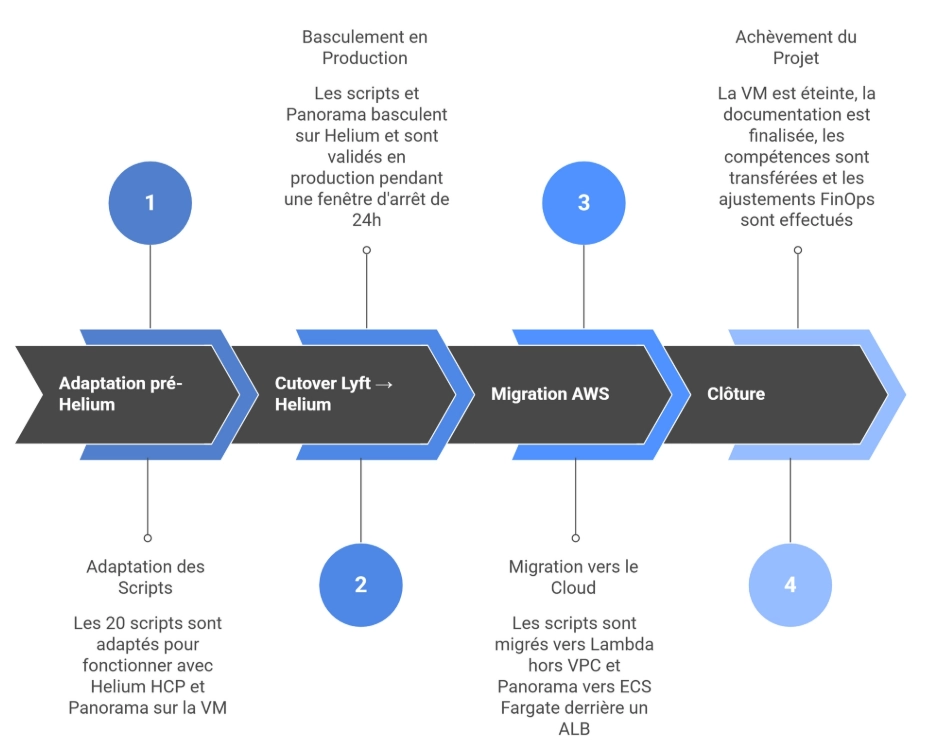 1
Adaptation pré-
Helium
Adaptation des
Scripts
Les 20 scripts sont
adaptés pour
fonctionner avec
Helium HCP et
Panorama sur la VM
Basculement en
Production
Les scripts et
Panorama basculent
sur Helium et sont
validés en
production pendant
une fenêtre d'arrêt de
24h
Cutover Lyft →
Helium
2
3
Migration AWS
Migration vers le
Cloud
Les scripts sont
migrés vers Lambda
hors VPC et
Panorama vers ECS
Fargate derrière un
ALB
Achèvement du
Projet
La VM est éteinte, la
documentation est
finalisée, les
compétences sont
transférées et les
ajustements FinOps
sont effectués
Clôture
4